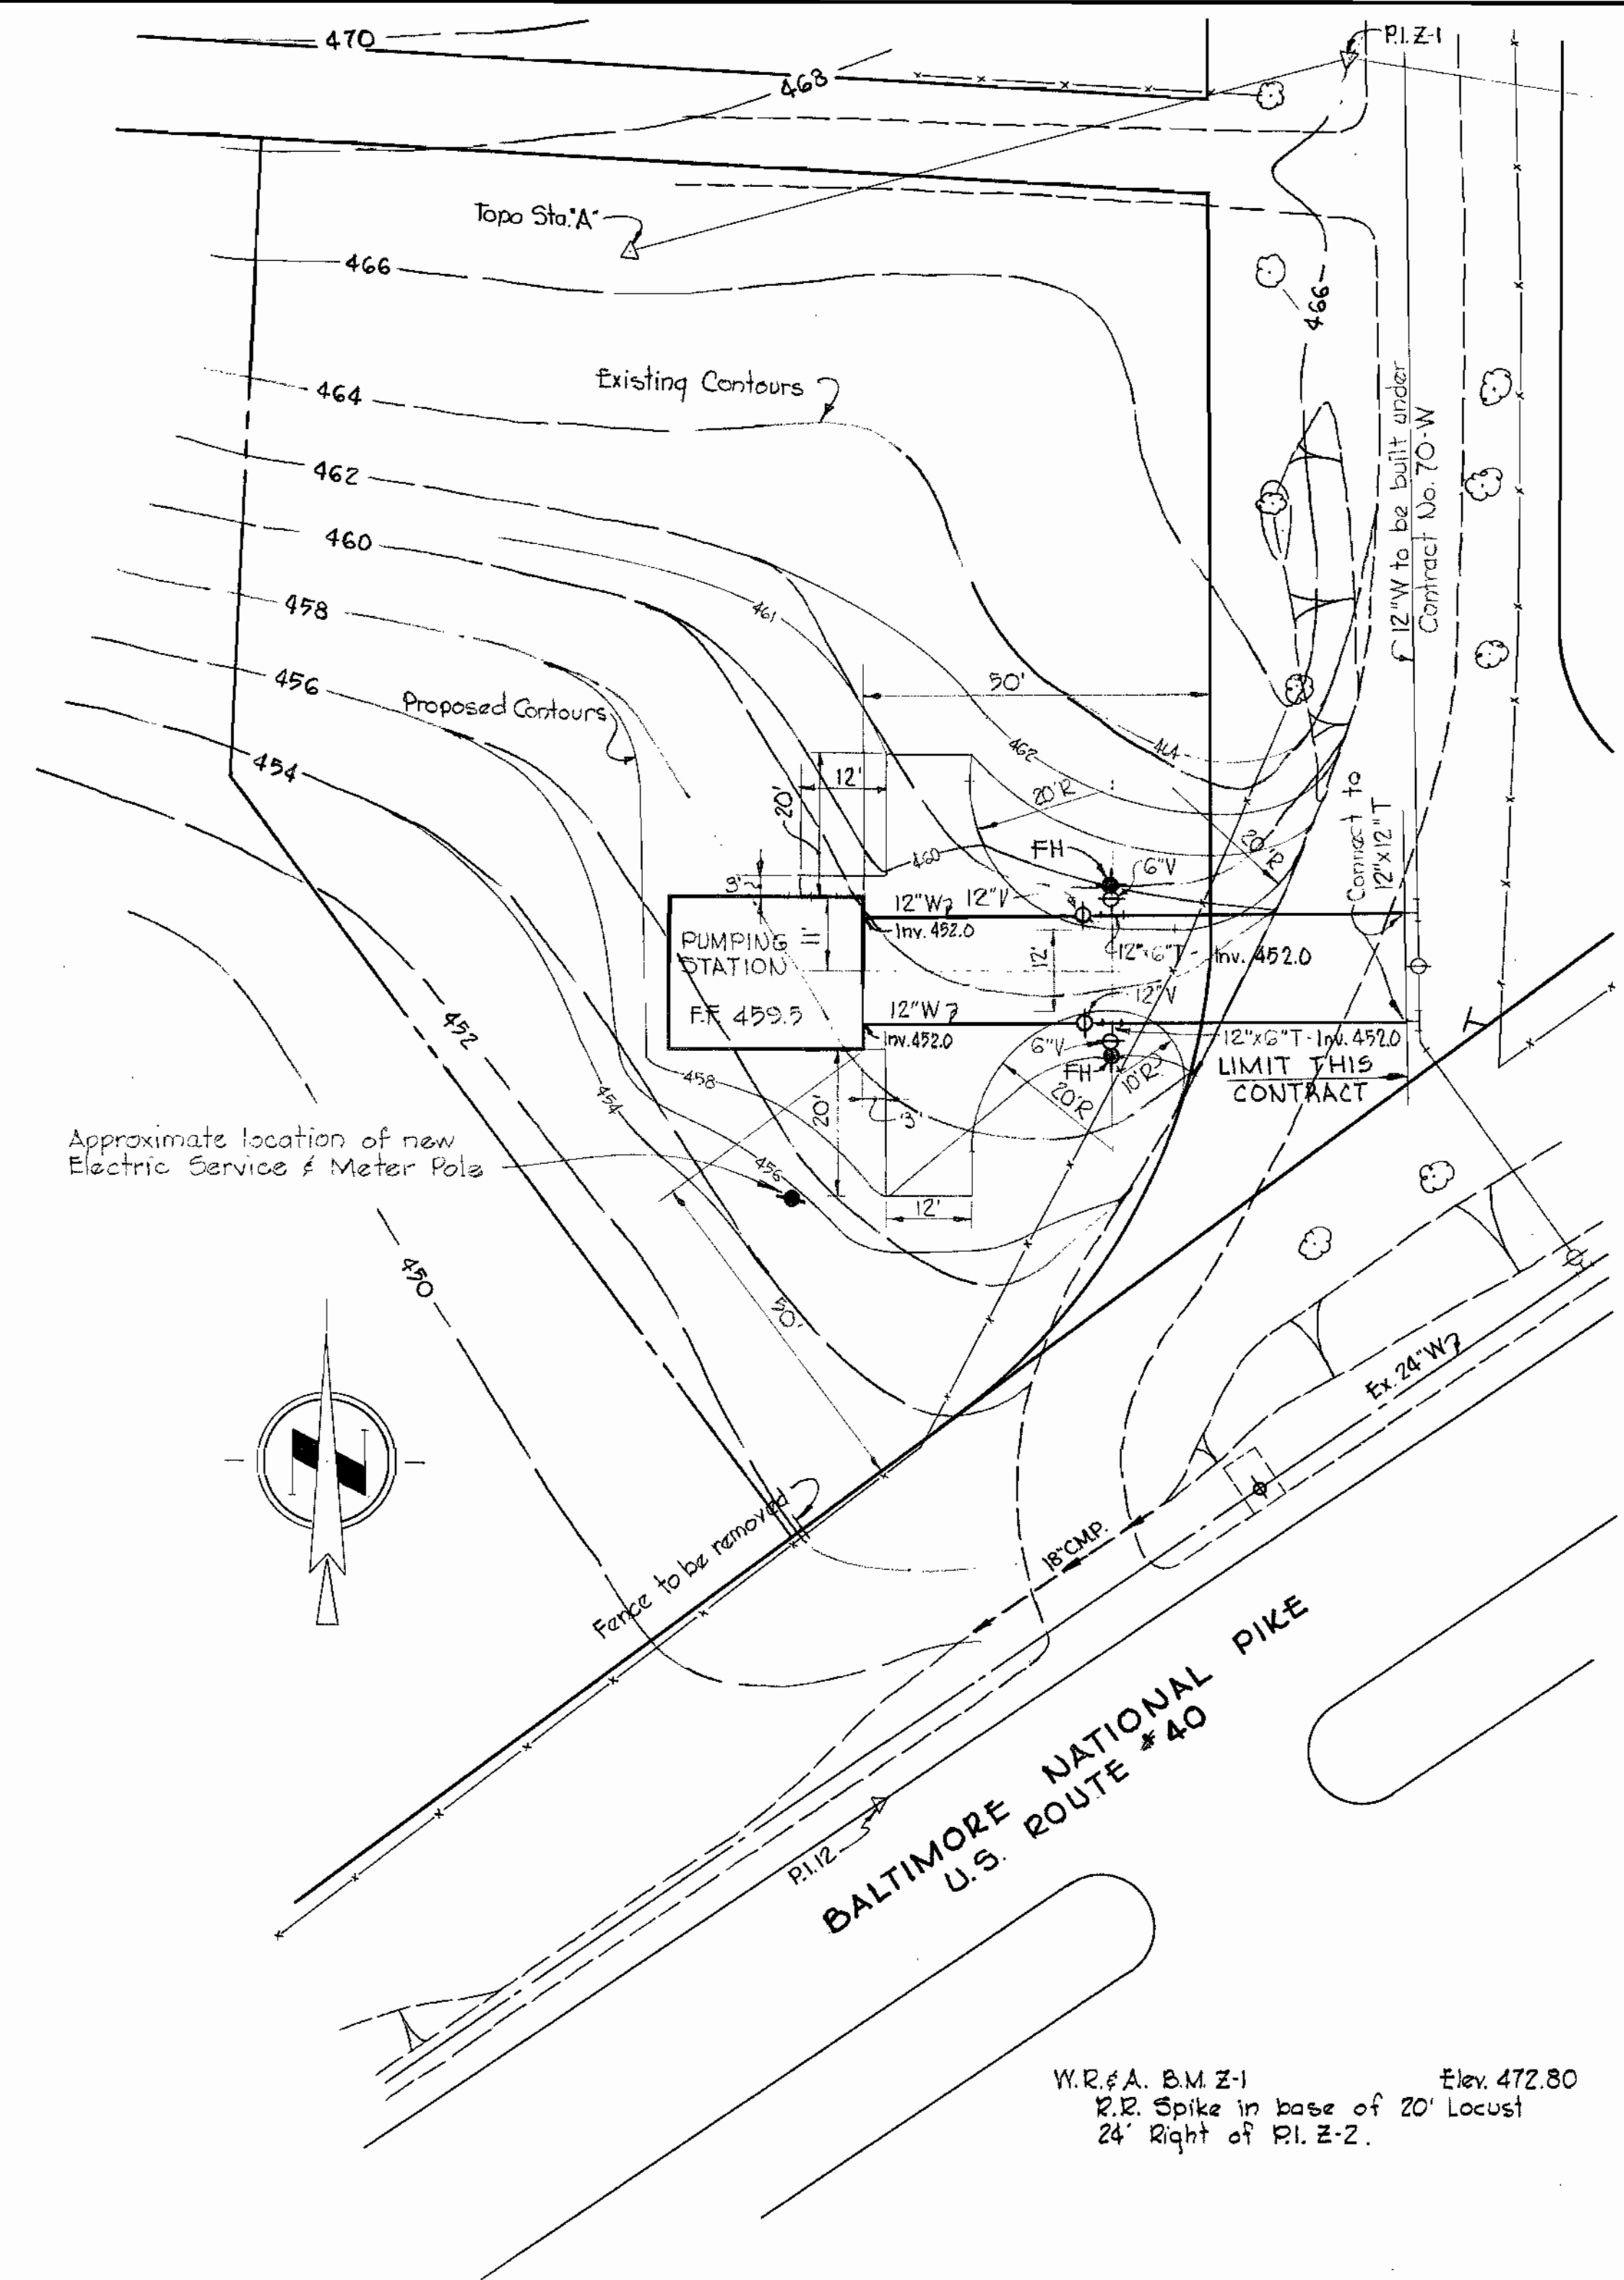 470
468
P.I. Z-1
Topo Sta. "A"
466
466
Existing Contours
464
462
460
461
458
456
Proposed Contours
454
12"W to be built under
Contract No. 70-W
50'
462
464
12'
20'
20'R
20'R
Connect to
12"x12"T
460
FH
6"V
3'
12"W
12"V
Inv. 452.0
PUMPING =
STATION
F.F. 459.5
12'
12"x6"T - Inv. 452.0
12"V
12"W
Inv. 452.0
6"V
12"x6"T - Inv. 452.0
FH
10'R
20'R
LIMIT THIS
CONTRACT
452
458
454
20'
3'
Approximate location of new
Electric Service & Meter Pole
456
12'
450
50'
Ex. 24"W
Fence to be removed
18"C.M.P.
N
P.I. 12
BALTIMORE NATIONAL PIKE
U.S. ROUTE #40
W.R.& A. B.M. Z-1 Elev. 472.80
R.R. Spike in base of 20' Locust
24' Right of P.I. Z-2.